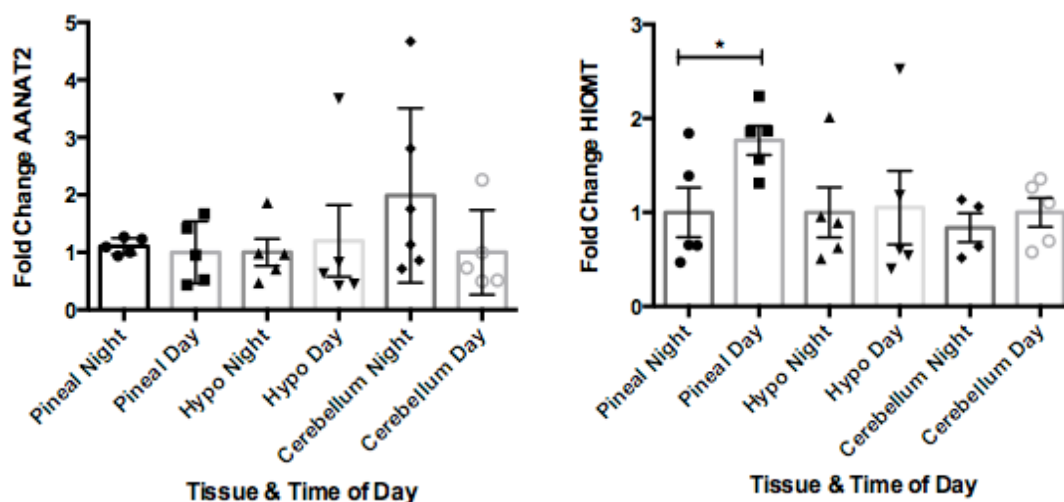 Fold Change AANAT2
5
4
3
2
1
0
Pineal Night
Pineal Day
Hypo Night
Hypo Day
Cerebellum Night
Cerebellum Day
Tissue & Time of Day
Fold Change HIOMT
3
2
1
0
*
Pineal Night
Pineal Day
Hypo Night
Hypo Day
Cerebellum Night
Cerebellum Day
Tissue & Time of Day